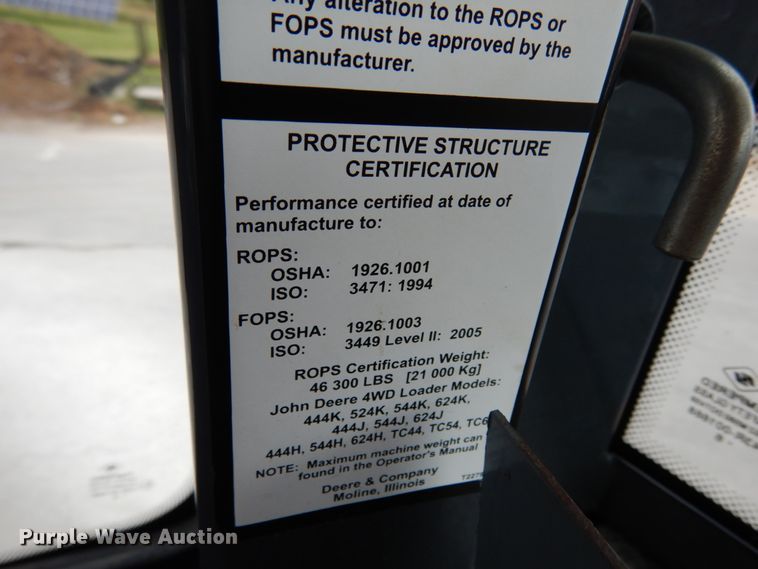 Any alteration to the ROPS or
FOPS must be approved by the
manufacturer.
PROTECTIVE STRUCTURE
CERTIFICATION
Performance certified at date of
manufacture to:
ROPS:
OSHA: 1926.1001
ISO: 3471: 1994
FOPS:
OSHA: 1926.1003
ISO: 3449 Level II: 2005
ROPS Certification Weight:
46 300 LBS [21 000 Kg]
John Deere 4WD Loader Models:
444K, 524K, 544K, 624K,
444J, 544J, 624J
444H, 544H, 624H, TC44, TC54, TC6
NOTE: Maximum machine weight can
found in the Operator's Manual
Deere & Company
Moline, Illinois
Purple Wave Auction